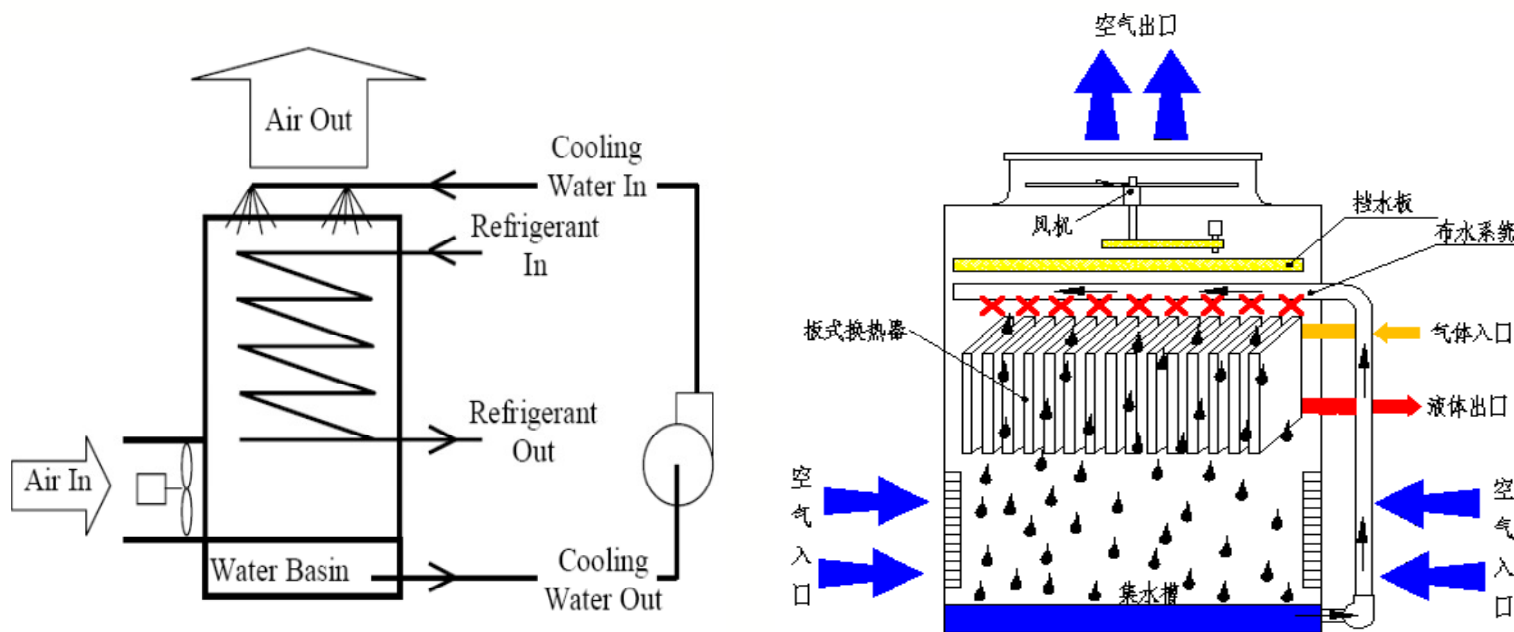 Air Out
Cooling
Water In
Refrigerant
In
Refrigerant
Out
Air In
Water Basin
Cooling
Water Out
空气出口
风机
挡水板
布水系统
板式换热器
气体入口
液体出口
空
气
入
口
空
气
入
口
集水槽